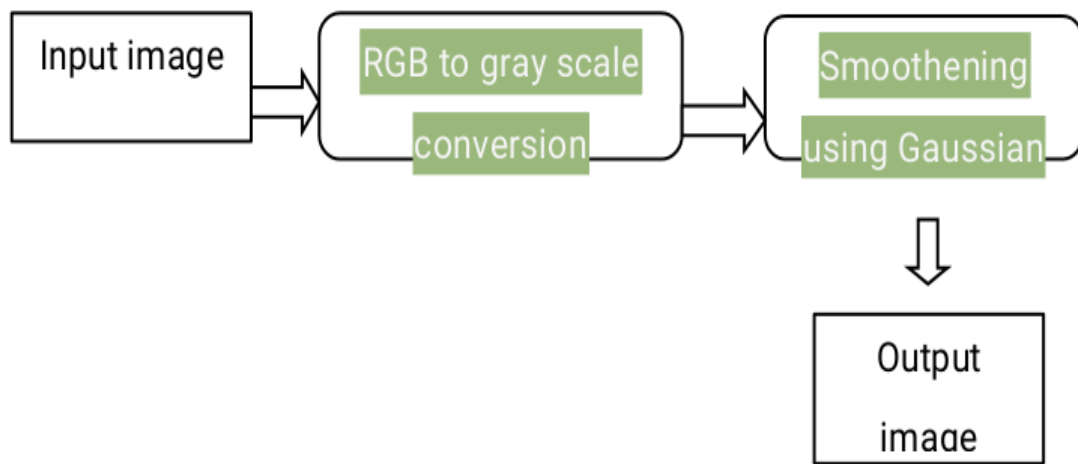 Input image
RGB to gray scale
conversion
Smoothening
using Gaussian
Output
image